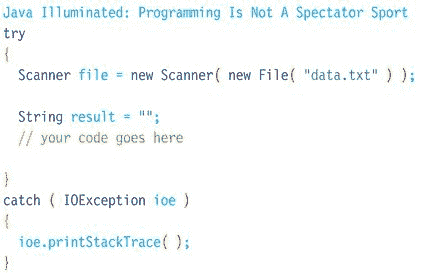 Java Illuminated: Programming Is Not A Spectator Sport
try
{
Scanner file = new Scanner( new File( "data.txt" ) );
String result = "";
// your code goes here
}
catch ( IOException ioe )
{
ioe.printStackTrace( );
}